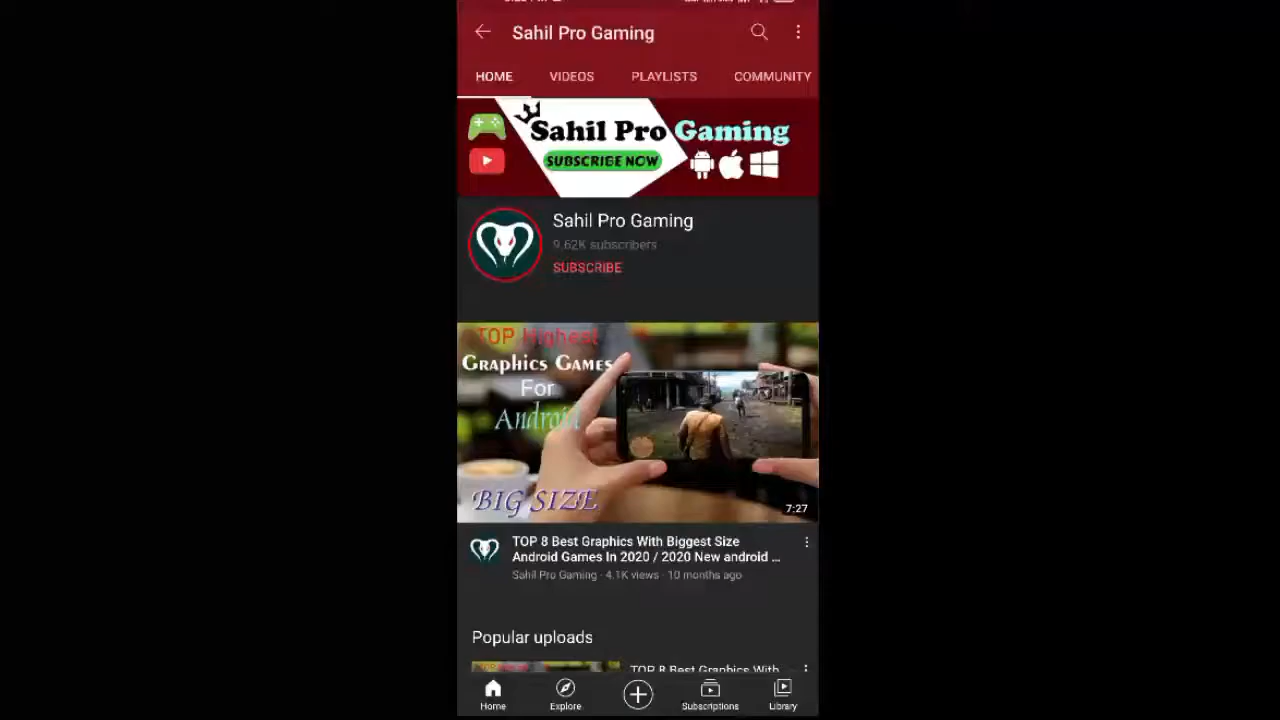 Sahil Pro Gaming
HOME VIDEOS PLAYLISTS COMMUNITY
Sahil Pro Gaming
SUBSCRIBE NOW
Sahil Pro Gaming
9.62K subscribers
SUBSCRIBE
TOP Highest
Graphics Games
For
Android
BIG SIZE
7:27
TOP 8 Best Graphics With Biggest Size
Android Games In 2020 / 2020 New android ...
Sahil Pro Gaming · 4.1K views · 10 months ago
Popular uploads
TOP 8 Best Graphics With
Home Explore Subscriptions Library